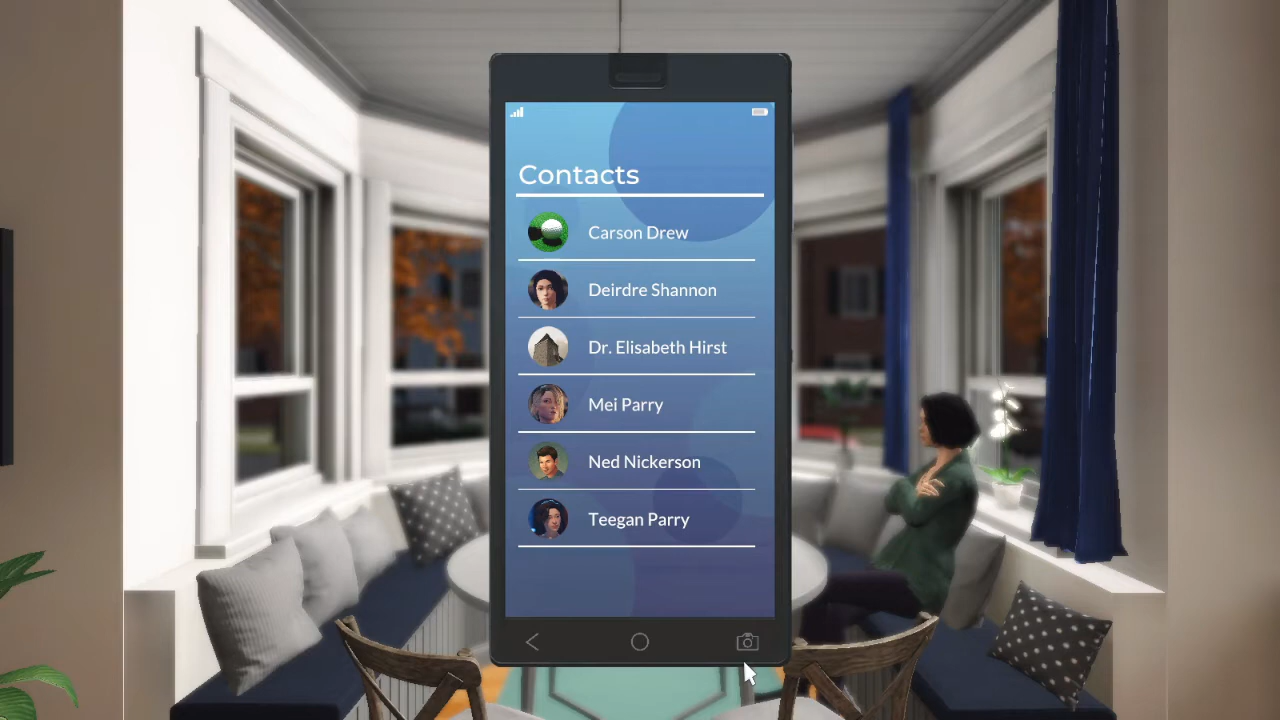 Contacts
Carson Drew
Deirdre Shannon
Dr. Elisabeth Hirst
Mei Parry
Ned Nickerson
Teegan Parry